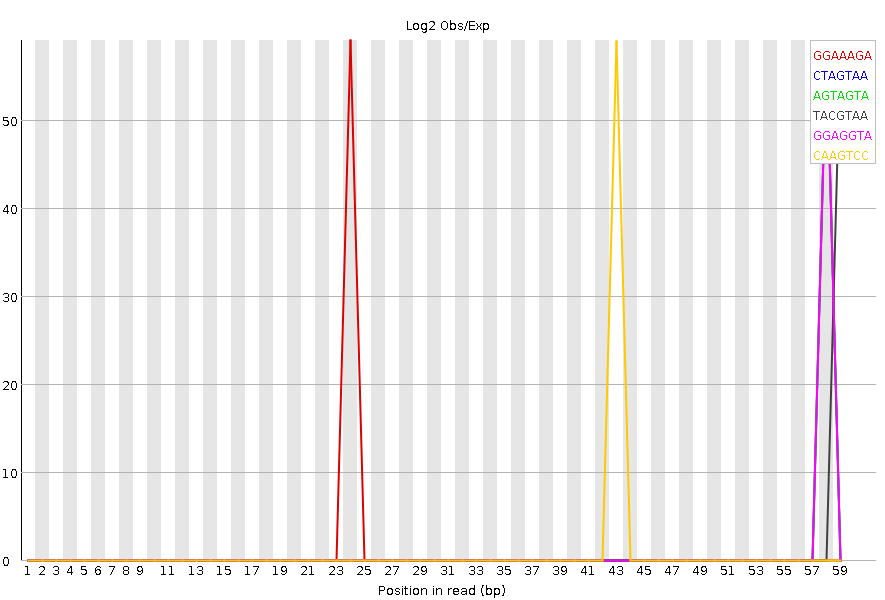 Log2 Obs/Exp
GGAAAGA
CTAGTAA
AGTAGTA
TACGTAA
GGAGGTA
CAAGTCC
50
40
30
20
10
0
1 2 3 4 5 6 7 8 9 11 13 15 17 19 21 23 25 27 29 31 33 35 37 39 41 43 45 47 49 51 53 55 57 59
Position in read (bp)